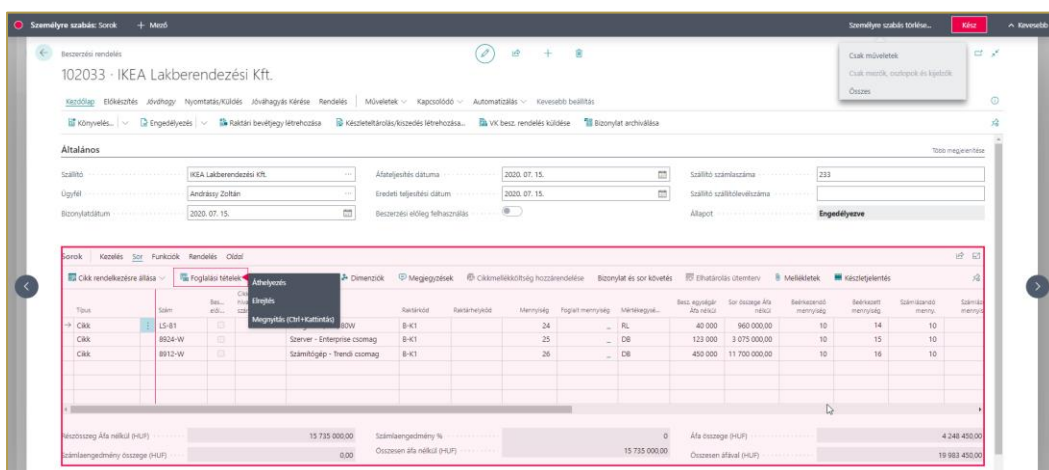 Személyre szabás: Sorok + Mező Személyre szabás törlése... Kész Kevesebb
Beszerzési rendelés
Csak műveletek
Csak mezők, oszlopok és kijelzők
Összes
102033 · IKEA Lakberendezési Kft.
Kezdőlap Előkészítés Jóváhagy Nyomtatás/Küldés Jóváhagyás Kérése Rendelés Műveletek Kapcsolódó Automatizálás Kevesebb beállítás
Könyvelés... Engedélyezés Raktári bevétjegy létrehozása Készleteltárolás/kiszedés létrehozása... VK besz. rendelés küldése Bizonylat archiválása
Általános Több megjelenítése
Szállító IKEA Lakberendezési Kft. Áfateljesítés dátuma 2020. 07. 15. Szállító számlaszáma 233
Ügyfél Andrássy Zoltán Eredeti teljesítési dátum 2020. 07. 15. Szállító szállítólevélszáma
Bizonylatdátum 2020. 07. 15. Beszerzési előleg felhasználás Állapot Engedélyezve
Sorok Kezelés Sor Funkciók Rendelés Oldal
Cikk rendelkezésre állása Foglalási tételek Dimenziók Megjegyzések Cikkmellékköltség hozzárendelése Bizonylat és sor követés Elhatárolás ütemterv Mellékletek Készletjelentés
Áthelyezés
Elrejtés
Megnyitás (Ctrl+Kattintás)
Típus Szám Raktárkód Raktárhelykód Mennyiség Foglalt mennyiség Mértékegysé... Besz. egységár Áfa nélkül Sor összege Áfa nélkül Beérkezendő mennyiség Beérkezett mennyiség Számlázandó menny.
Cikk LS-81 80W B-K1 24 _ RL 40 000 960 000,00 10 14 10
Cikk 8924-W Szerver - Enterprise csomag B-K1 25 _ DB 123 000 3 075 000,00 10 15 10
Cikk 8912-W Számítógép - Trendi csomag B-K1 26 _ DB 450 000 11 700 000,00 10 16 10
Részösszeg Áfa nélkül (HUF) 15 735 000,00 Számlaengedmény % 0 Áfa összege (HUF) 4 248 450,00
Számlaengedmény összege (HUF) 0,00 Összesen áfa nélkül (HUF) 15 735 000,00 Összesen áfával (HUF) 19 983 450,00